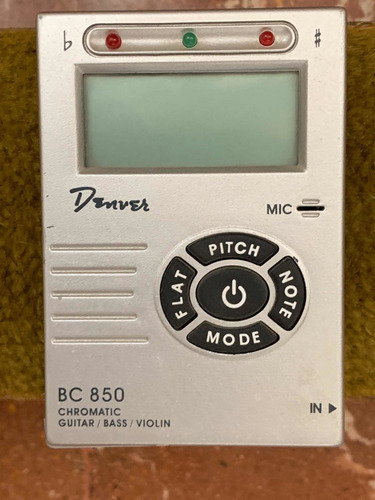 ♭ ♯
Denver
MIC
PITCH
FLAT NOTE
MODE
BC 850
CHROMATIC
GUITAR / BASS / VIOLIN
IN ▶